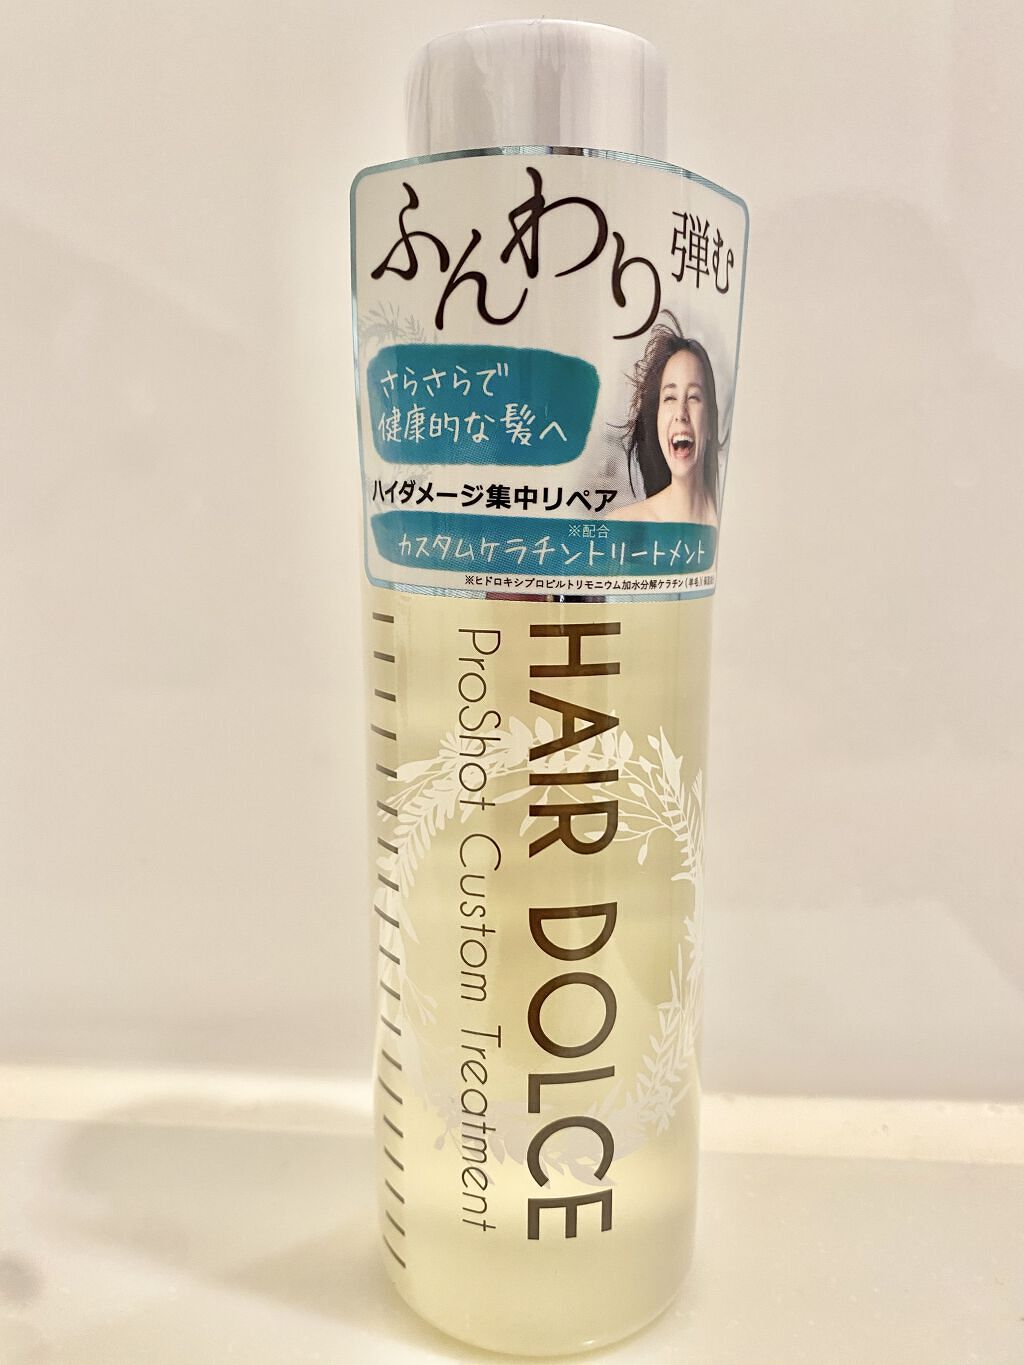 ふんわり弾む
さらさらで
健康的な髪へ
ハイダメージ集中リペア
※配合
カスタムケラチントリートメント
※ヒドロキシプロピルトリモニウム加水分解ケラチン(羊毛)
HAIR DOLCE
ProShot Custom Treatment